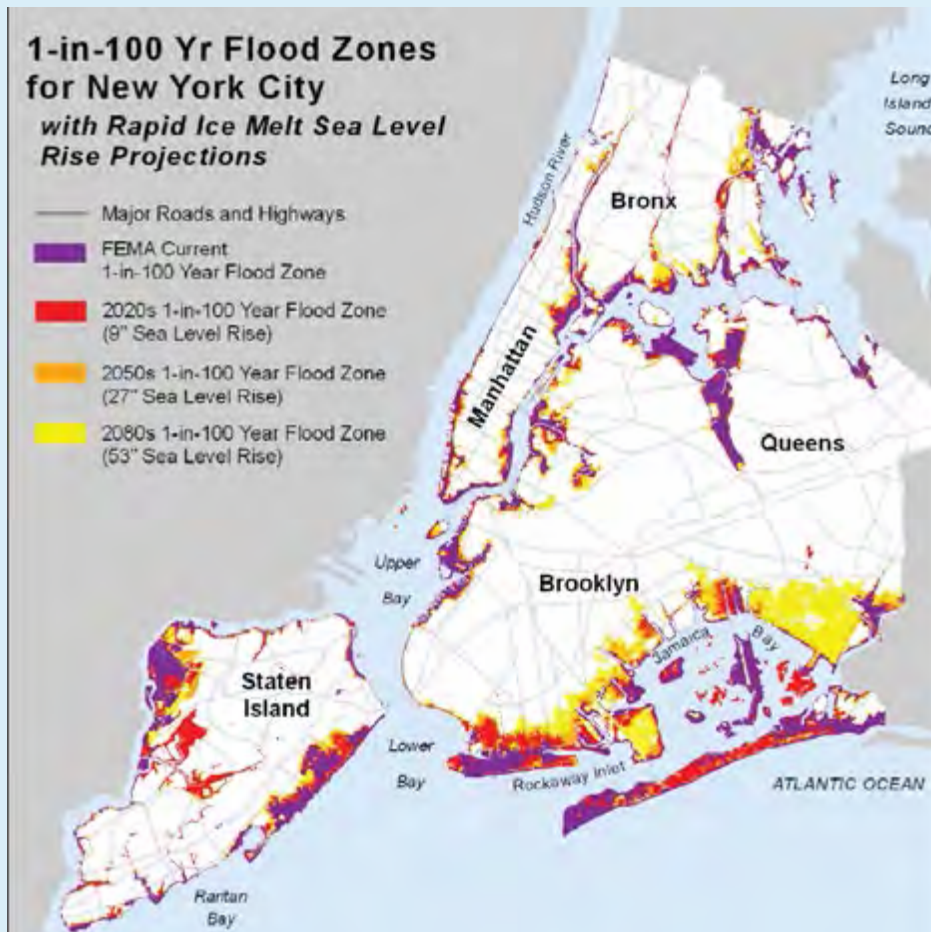 1-in-100 Yr Flood Zones
for New York City
with Rapid Ice Melt Sea Level
Rise Projections
Major Roads and Highways
FEMA Current
1-in-100 Year Flood Zone
2020s 1-in-100 Year Flood Zone
(9" Sea Level Rise)
2050s 1-in-100 Year Flood Zone
(27" Sea Level Rise)
2080s 1-in-100 Year Flood Zone
(53" Sea Level Rise)
Long
Island
Sound
Hudson River
Bronx
Manhattan
Queens
Upper
Bay
Brooklyn
Jamaica
Bay
Staten
Island
Lower
Bay
Rockaway Inlet
ATLANTIC OCEAN
Raritan
Bay